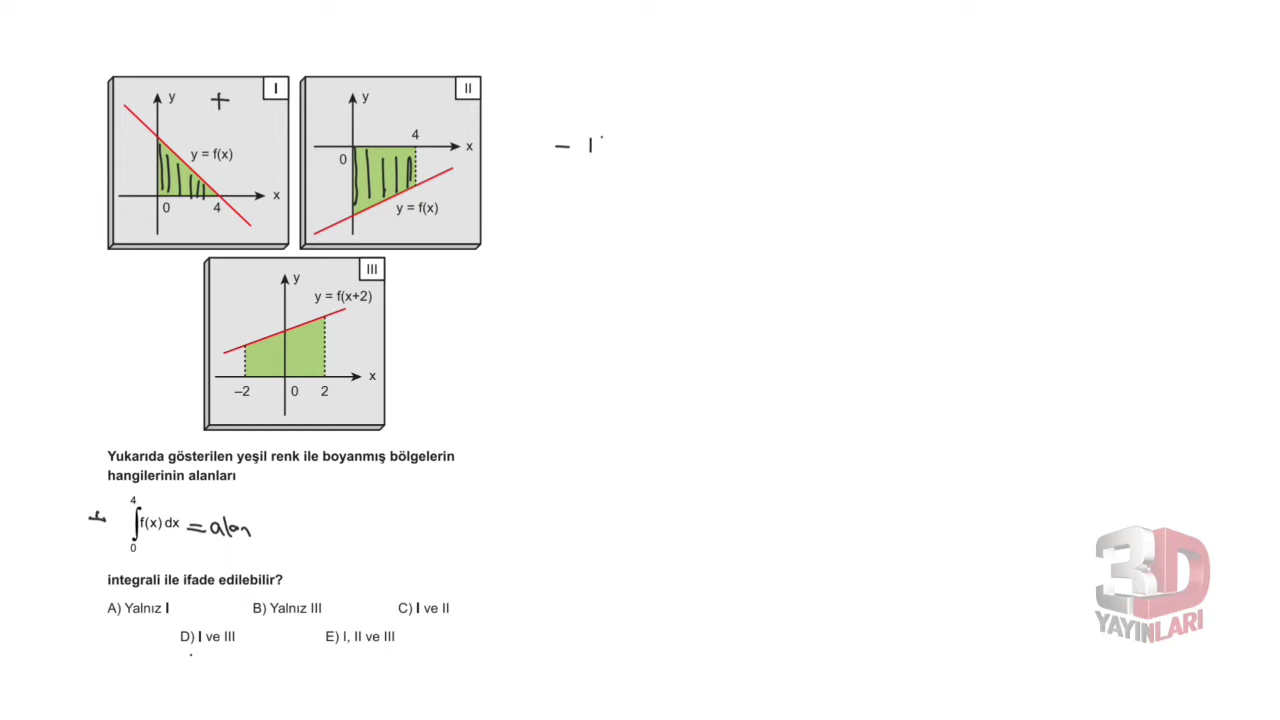 I
y
+
y = f(x)
x
0
4
II
y
4
x
0
y = f(x)
–
III
y
y = f(x+2)
x
–2
0
2
Yukarıda gösterilen yeşil renk ile boyanmış bölgelerin
hangilerinin alanları
4
∫ f(x) dx = alan
0
integrali ile ifade edilebilir?
A) Yalnız I B) Yalnız III C) I ve II
D) I ve III E) I, II ve III
3D
YAYINLARI